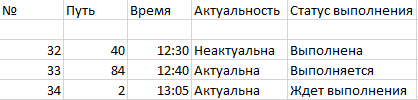 № Путь Время Актуальность Статус выполнения
32 40 12:30 Неактуальна Выполнена
33 84 12:40 Актуальна Выполняется
34 2 13:05 Актуальна Ждет выполнения